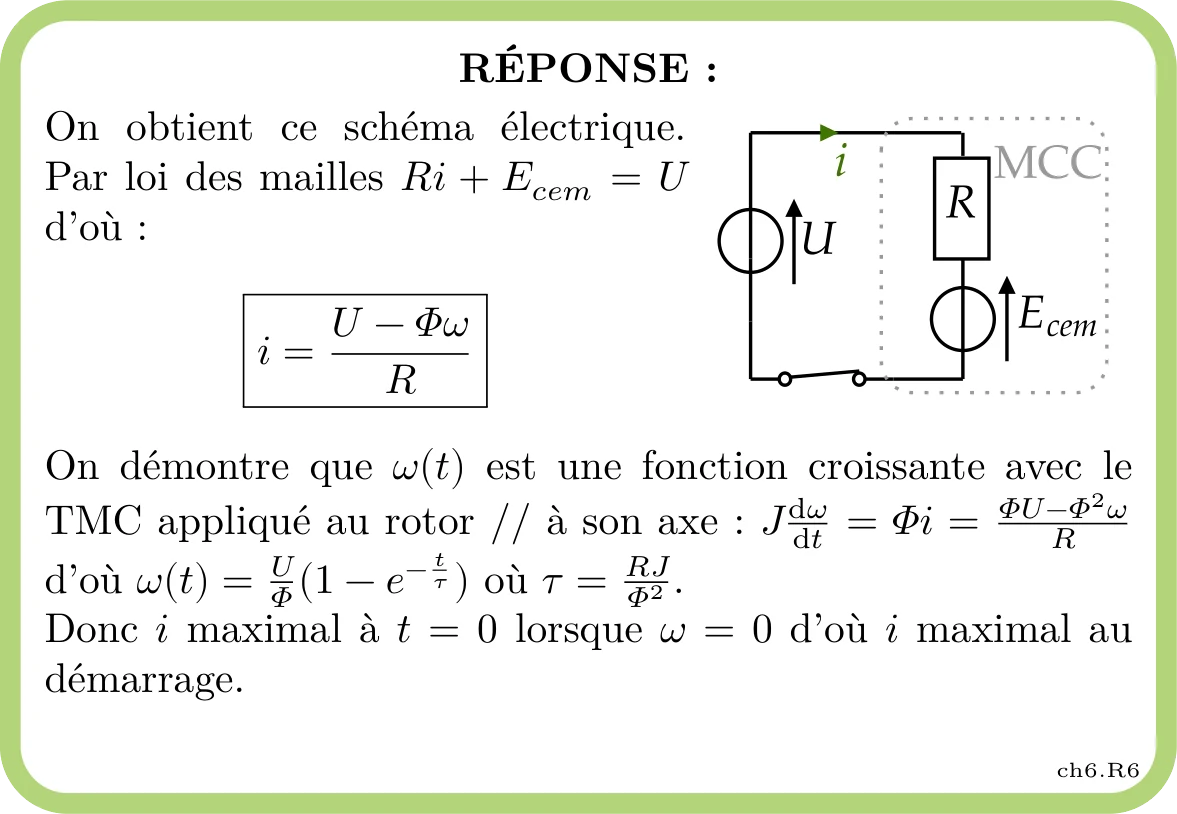 RÉPONSE :
On obtient ce schéma électrique.
Par loi des mailles Ri + E_cem = U
d'où :
i = (U − Φω)/R
i
MCC
R
U
E_cem
On démontre que ω(t) est une fonction croissante avec le
TMC appliqué au rotor // à son axe : J dω/dt = Φi = (ΦU−Φ²ω)/R
d'où ω(t) = U/Φ (1 − e^(−t/τ)) où τ = RJ/Φ².
Donc i maximal à t = 0 lorsque ω = 0 d'où i maximal au
démarrage.
ch6.R6